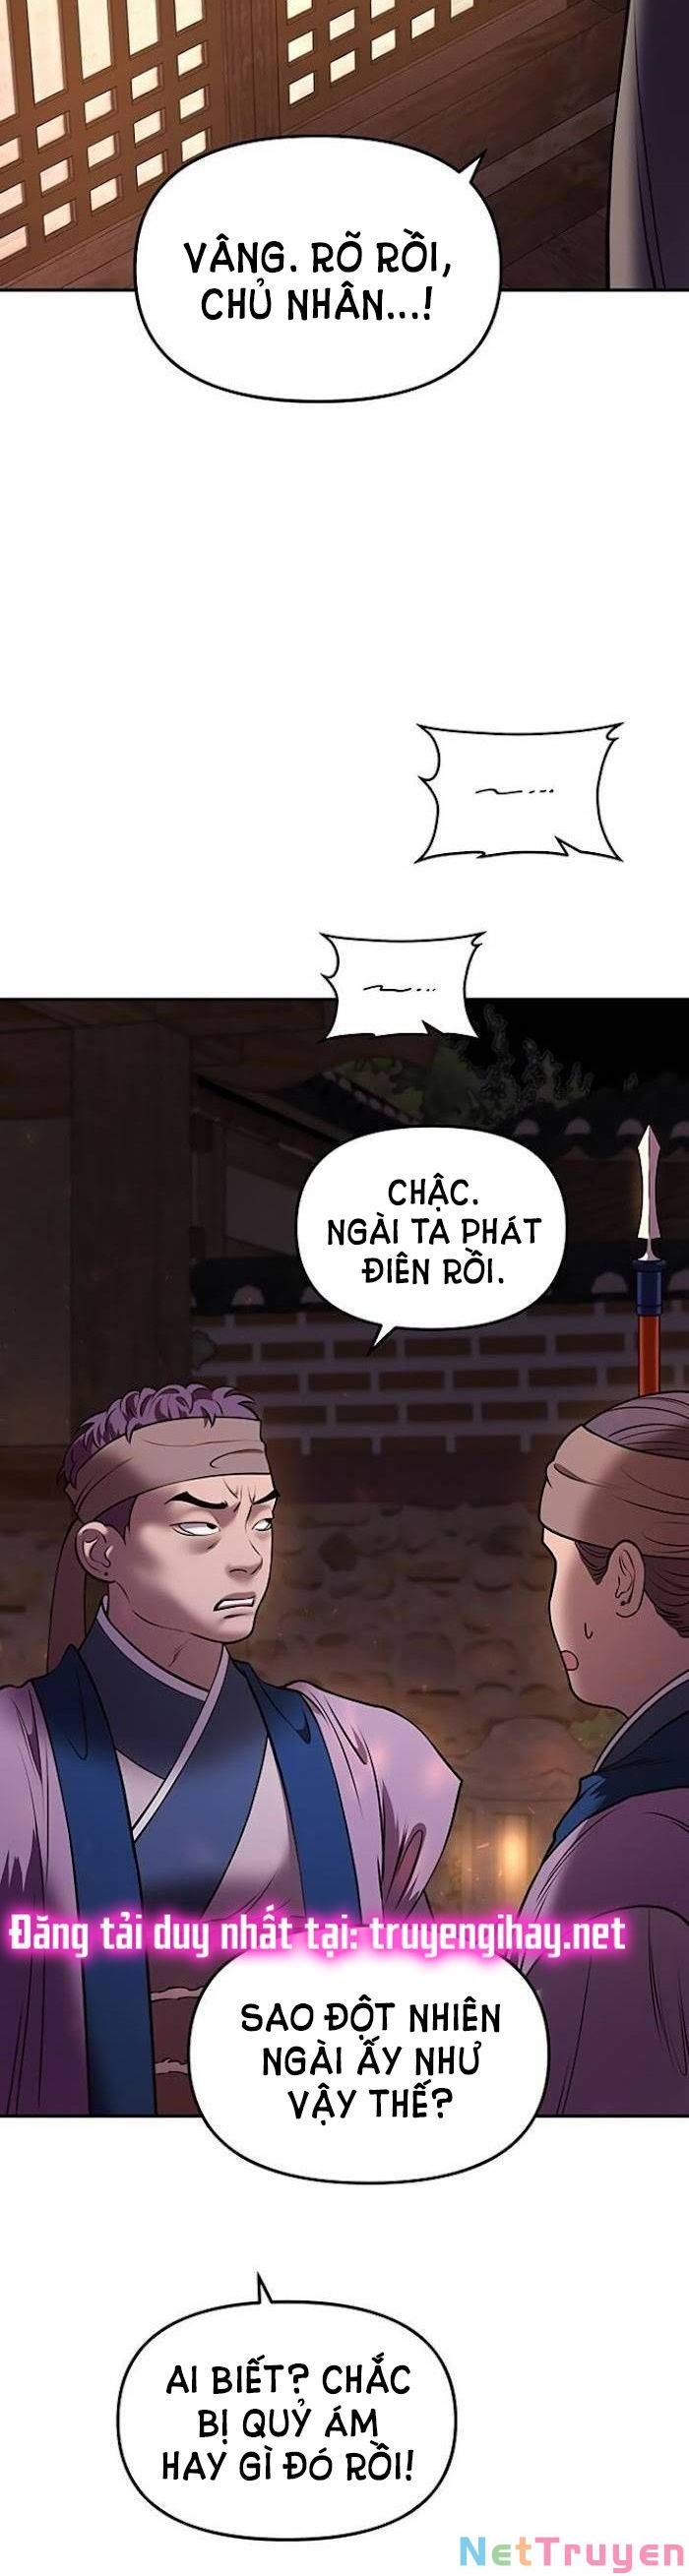 VÂNG. RÕ RỒI,
CHỦ NHÂN...!
CHẬC.
NGÀI TA PHÁT
ĐIÊN RỒI.
Đăng tải duy nhất tại: truyengihay.net
SAO ĐỘT NHIÊN
NGÀI ẤY NHƯ
VẬY THẾ?
AI BIẾT? CHẮC
BỊ QUỶ ÁM
HAY GÌ ĐÓ RỒI!
NetTruyen